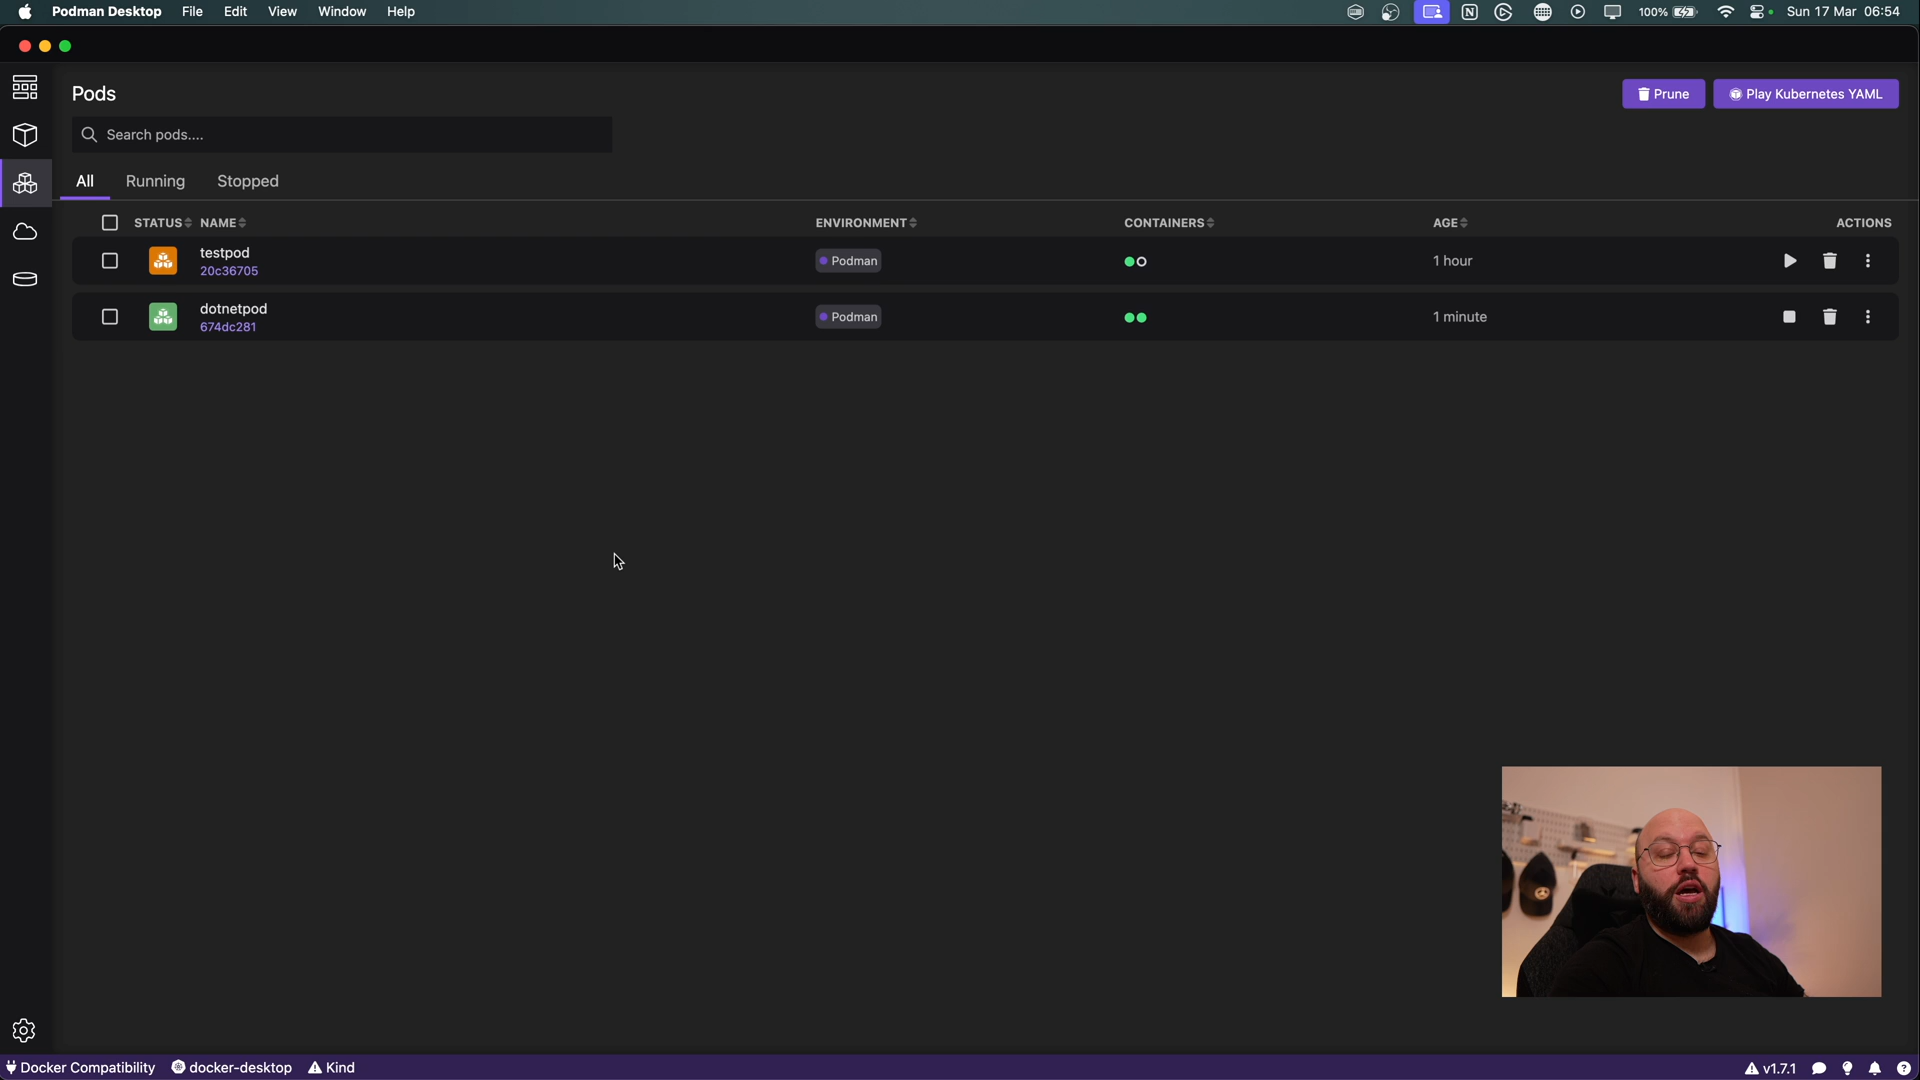 Podman Desktop File Edit View Window Help 100% Sun 17 Mar 06:54
Pods
Prune Play Kubernetes YAML
Search pods....
All Running Stopped
STATUS NAME ENVIRONMENT CONTAINERS AGE ACTIONS
testpod
20c36705
Podman
1 hour
dotnetpod
674dc281
Podman
1 minute
Docker Compatibility docker-desktop Kind v1.7.1